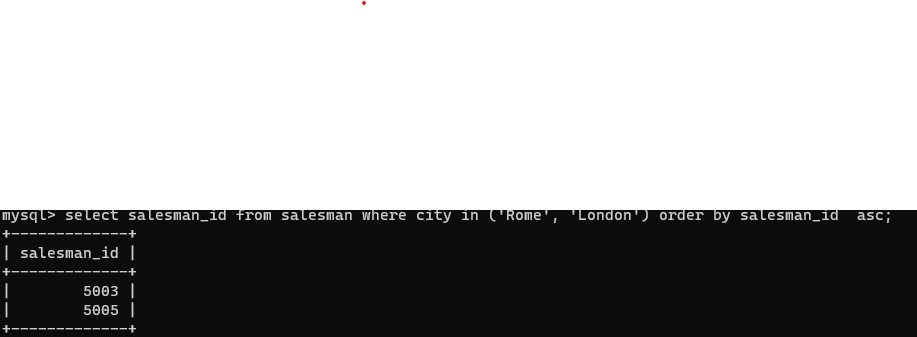 mysql> select salesman_id from salesman where city in ('Rome', 'London') order by salesman_id  asc;
+-------------+
| salesman_id |
+-------------+
|        5003 |
|        5005 |
+-------------+